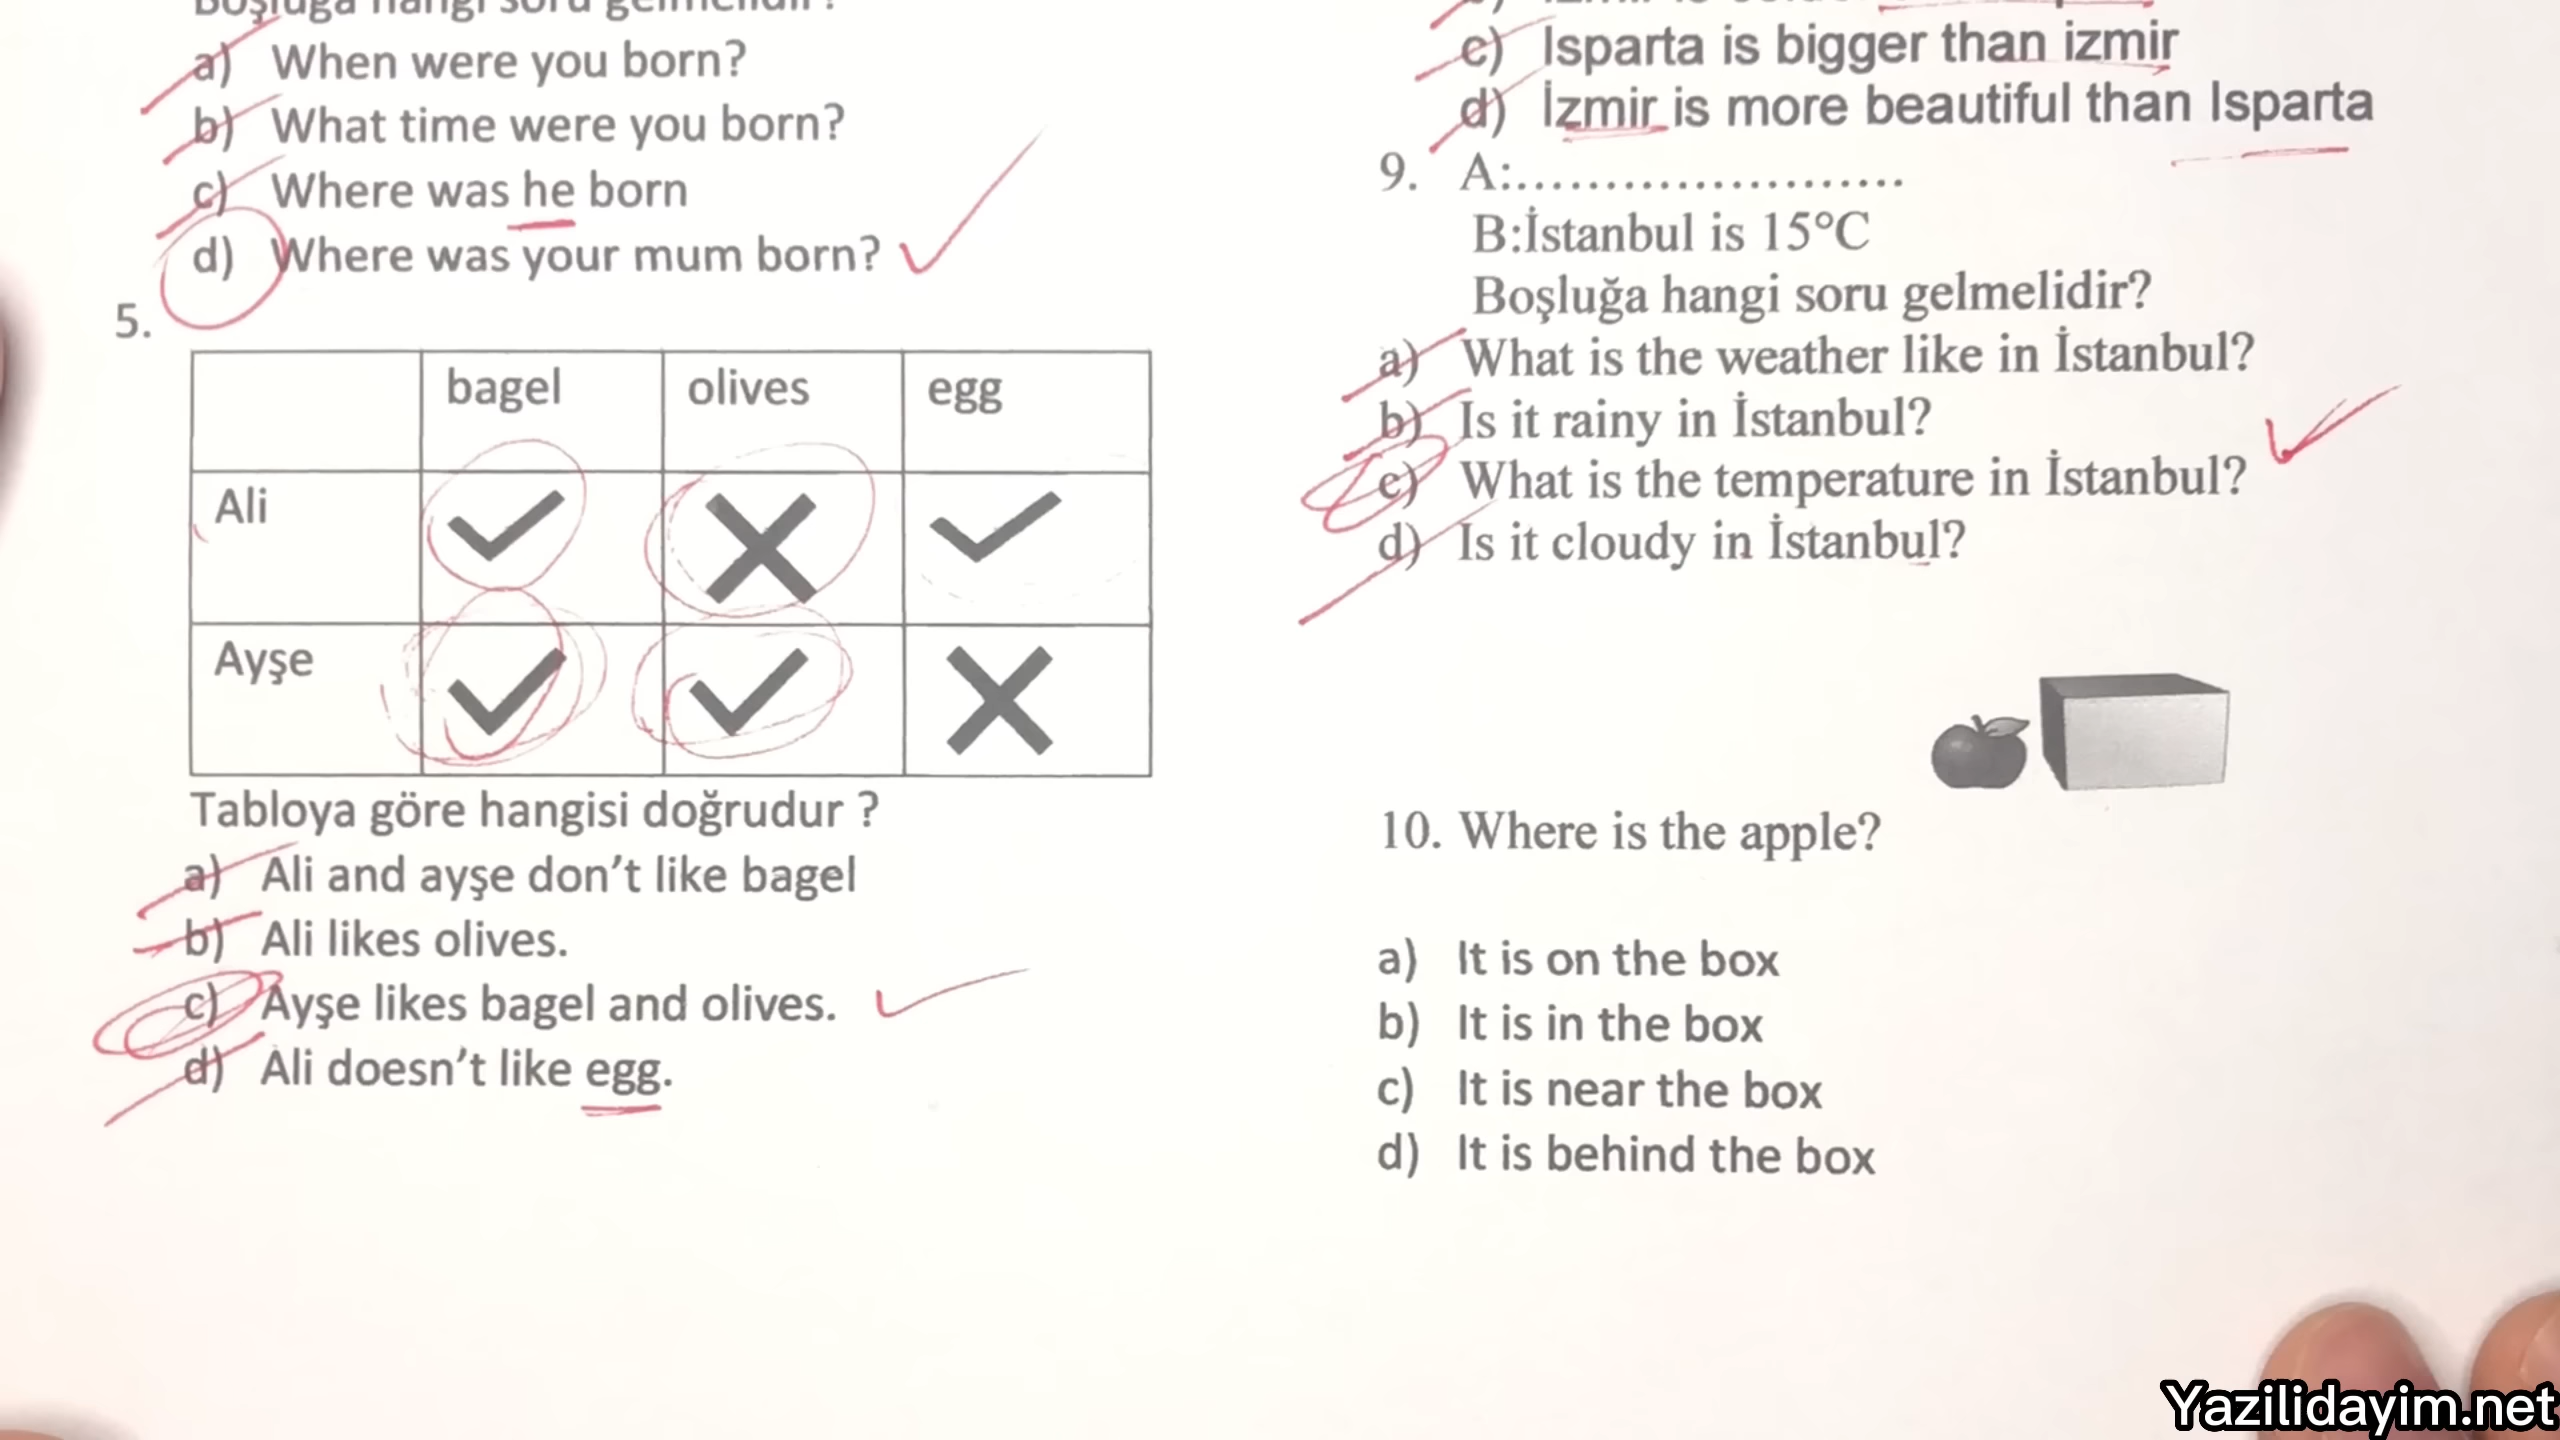 Boşluğa hangi soru gelmelidir?
a) When were you born?
b) What time were you born?
c) Where was he born
d) Where was your mum born?
5.
bagel olives egg
Ali
Ayşe
Tabloya göre hangisi doğrudur ?
a) Ali and ayşe don’t like bagel
b) Ali likes olives.
c) Ayşe likes bagel and olives.
d) Ali doesn’t like egg.
c) Isparta is bigger than izmir
d) İzmir is more beautiful than Isparta
9. A:......................
B:İstanbul is 15°C
Boşluğa hangi soru gelmelidir?
a) What is the weather like in İstanbul?
b) Is it rainy in İstanbul?
c) What is the temperature in İstanbul?
d) Is it cloudy in İstanbul?
10. Where is the apple?
a) It is on the box
b) It is in the box
c) It is near the box
d) It is behind the box
Yazilidayim.net